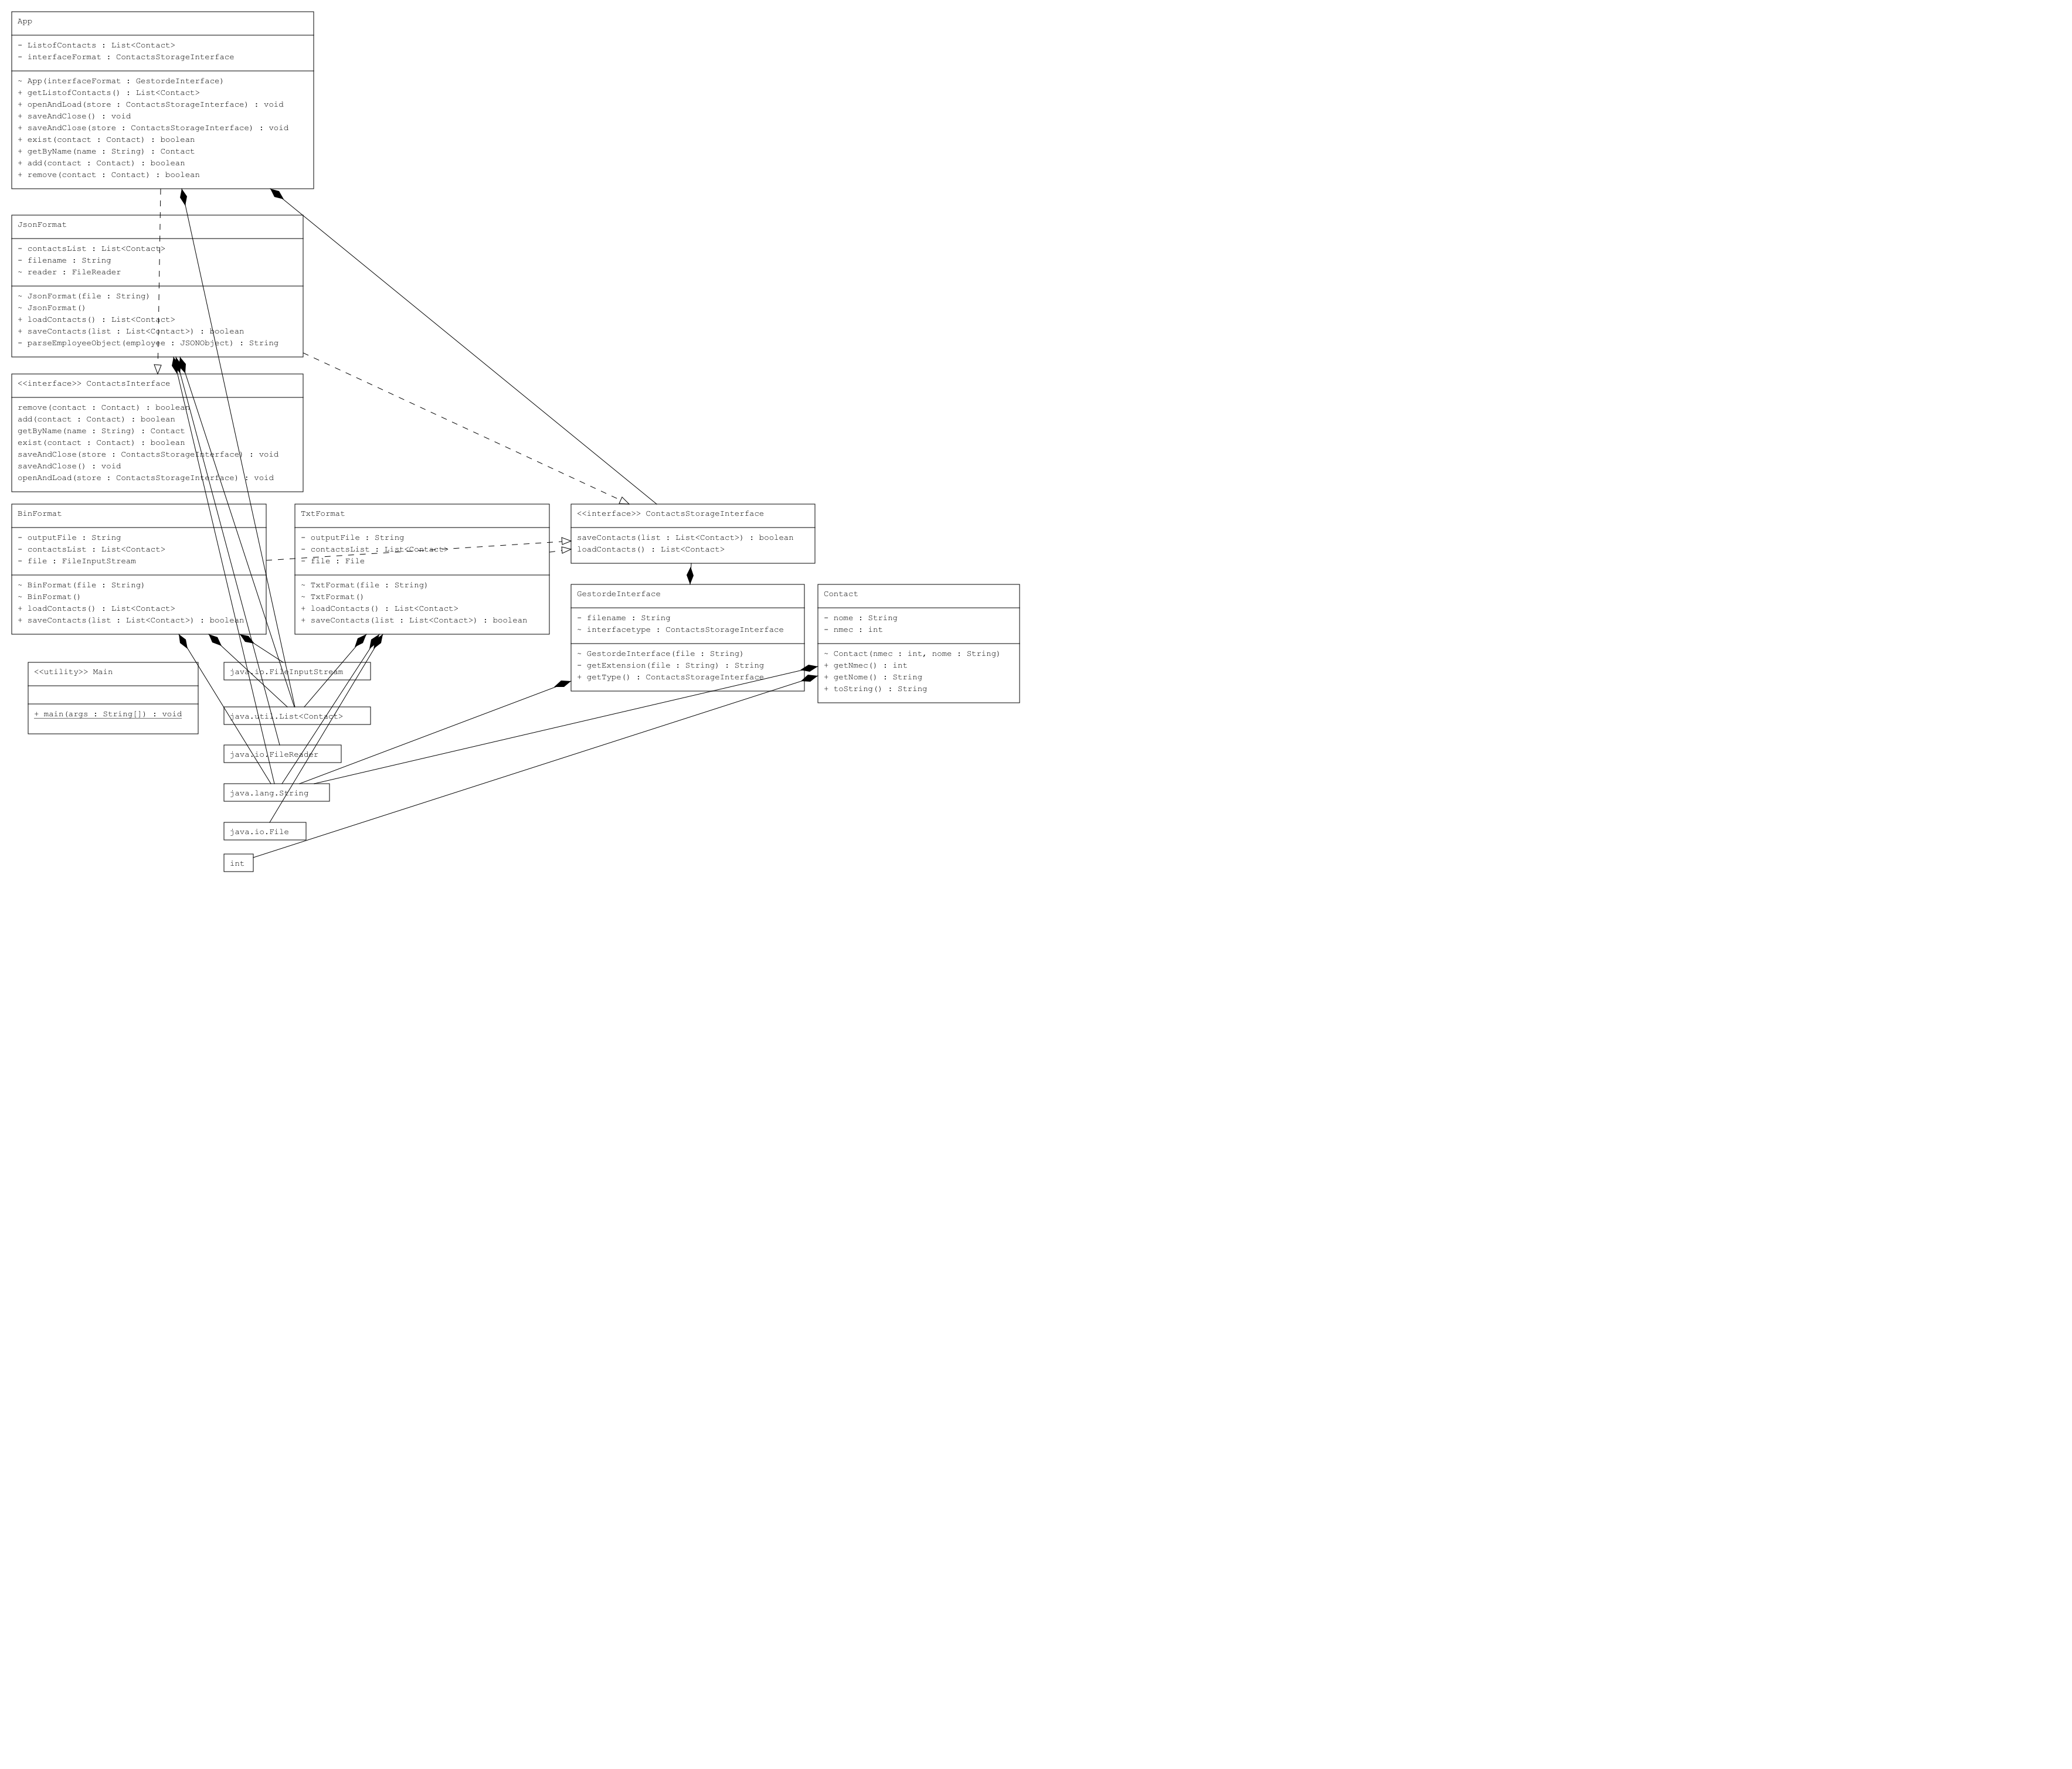 App
- ListofContacts : List<Contact>
- interfaceFormat : ContactsStorageInterface
~ App(interfaceFormat : GestordeInterface)
+ getListofContacts() : List<Contact>
+ openAndLoad(store : ContactsStorageInterface) : void
+ saveAndClose() : void
+ saveAndClose(store : ContactsStorageInterface) : void
+ exist(contact : Contact) : boolean
+ getByName(name : String) : Contact
+ add(contact : Contact) : boolean
+ remove(contact : Contact) : boolean
JsonFormat
- contactsList : List<Contact>
- filename : String
~ reader : FileReader
~ JsonFormat(file : String)
~ JsonFormat()
+ loadContacts() : List<Contact>
+ saveContacts(list : List<Contact>) : boolean
- parseEmployeeObject(employee : JSONObject) : String
<<interface>> ContactsInterface
remove(contact : Contact) : boolean
add(contact : Contact) : boolean
getByName(name : String) : Contact
exist(contact : Contact) : boolean
saveAndClose(store : ContactsStorageInterface) : void
saveAndClose() : void
openAndLoad(store : ContactsStorageInterface) : void
BinFormat
- outputFile : String
- contactsList : List<Contact>
- file : FileInputStream
~ BinFormat(file : String)
~ BinFormat()
+ loadContacts() : List<Contact>
+ saveContacts(list : List<Contact>) : boolean
TxtFormat
- outputFile : String
- contactsList : List<Contact>
- file : File
~ TxtFormat(file : String)
~ TxtFormat()
+ loadContacts() : List<Contact>
+ saveContacts(list : List<Contact>) : boolean
<<interface>> ContactsStorageInterface
saveContacts(list : List<Contact>) : boolean
loadContacts() : List<Contact>
GestordeInterface
- filename : String
~ interfacetype : ContactsStorageInterface
~ GestordeInterface(file : String)
- getExtension(file : String) : String
+ getType() : ContactsStorageInterface
Contact
- nome : String
- nmec : int
~ Contact(nmec : int, nome : String)
+ getNmec() : int
+ getNome() : String
+ toString() : String
<<utility>> Main
+ main(args : String[]) : void
java.io.FileInputStream
java.util.List<Contact>
java.io.FileReader
java.lang.String
java.io.File
int